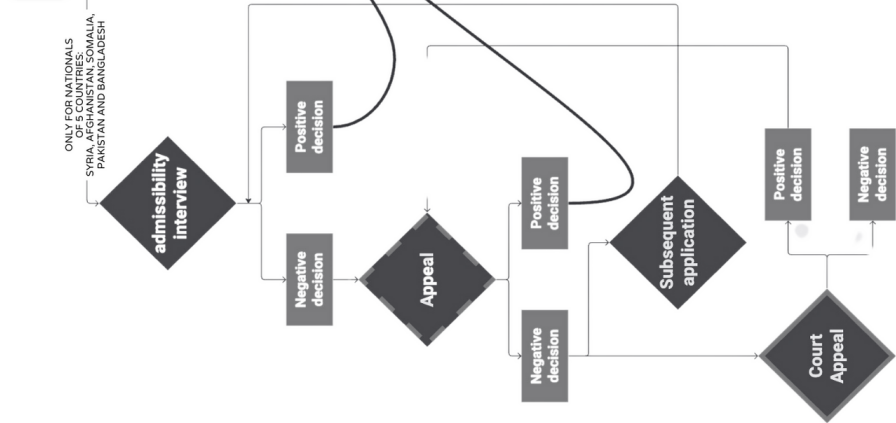 ONLY FOR NATIONALS
OF 5 COUNTRIES:
SYRIA, AFGHANISTAN, SOMALIA,
PAKISTAN AND BANGLADESH
admissibility
interview
Positive
decision
Negative
decision
Appeal
Positive
decision
Negative
decision
Subsequent
application
Positive
decision
Negative
decision
Court
Appeal